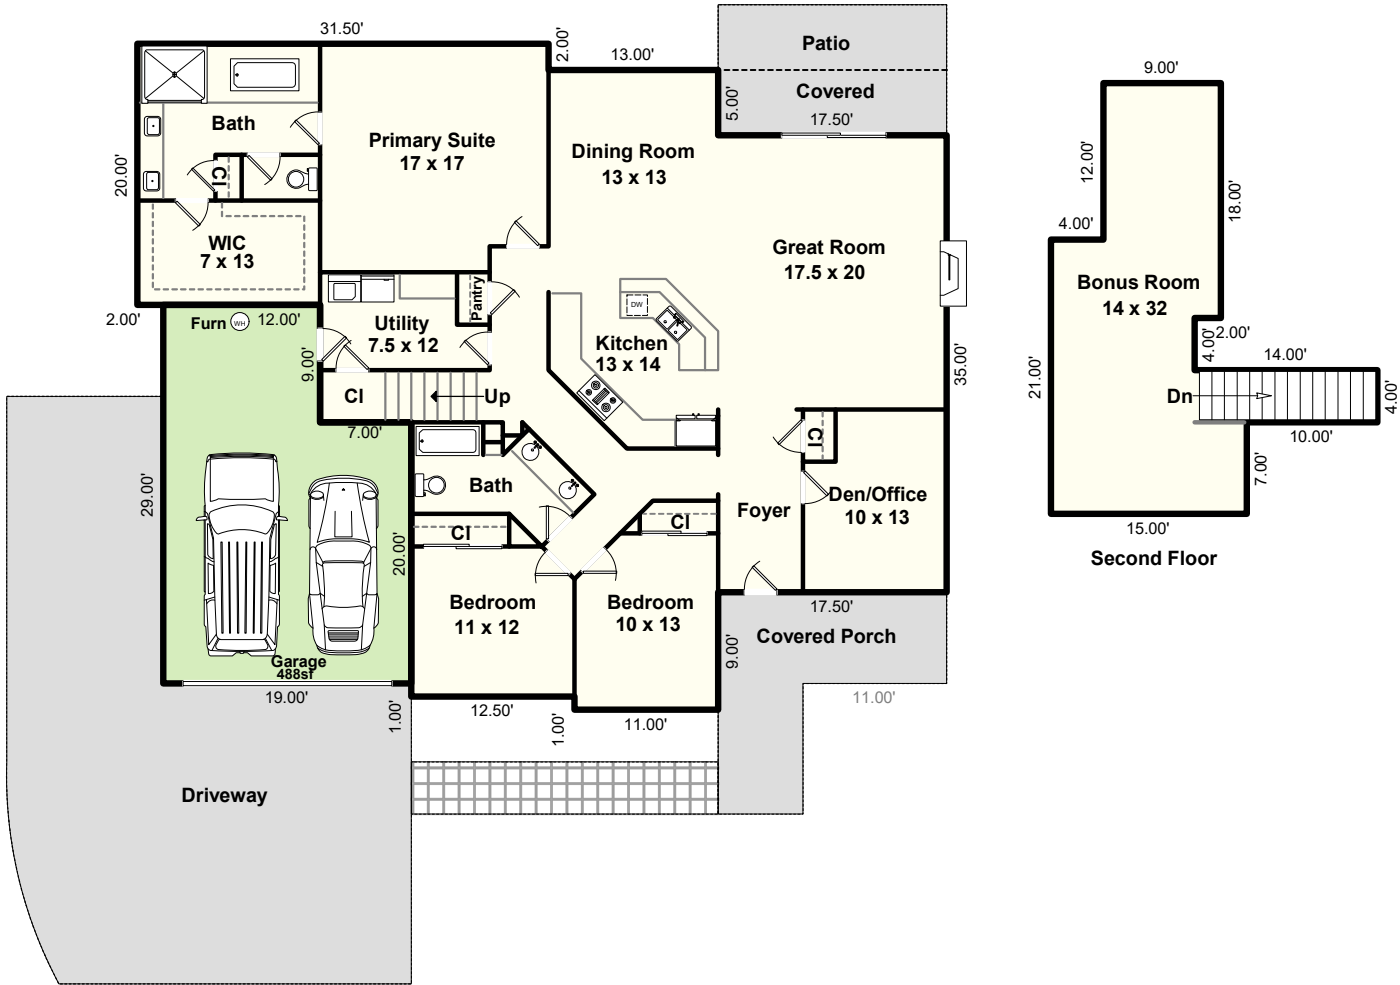 31.50'
2.00'
13.00'
Patio
Covered
5.00'
17.50'
9.00'
Bath
Primary Suite
17 x 17
Dining Room
13 x 13
20.00'
Cl
12.00'
18.00'
4.00'
WIC
7 x 13
Great Room
17.5 x 20
Bonus Room
14 x 32
Pantry
DW
2.00'
Furn
WH
12.00'
Utility
7.5 x 12
Kitchen
13 x 14
9.00'
35.00'
2.00'
4.00'
14.00'
21.00'
Cl
Up
Dn
4.00'
7.00'
10.00'
Cl
29.00'
Bath
Den/Office
10 x 13
7.00'
Foyer
Cl
Cl
15.00'
20.00'
Second Floor
Bedroom
11 x 12
Bedroom
10 x 13
17.50'
Covered Porch
9.00'
Garage
488sf
19.00'
1.00'
12.50'
1.00'
11.00'
11.00'
Driveway